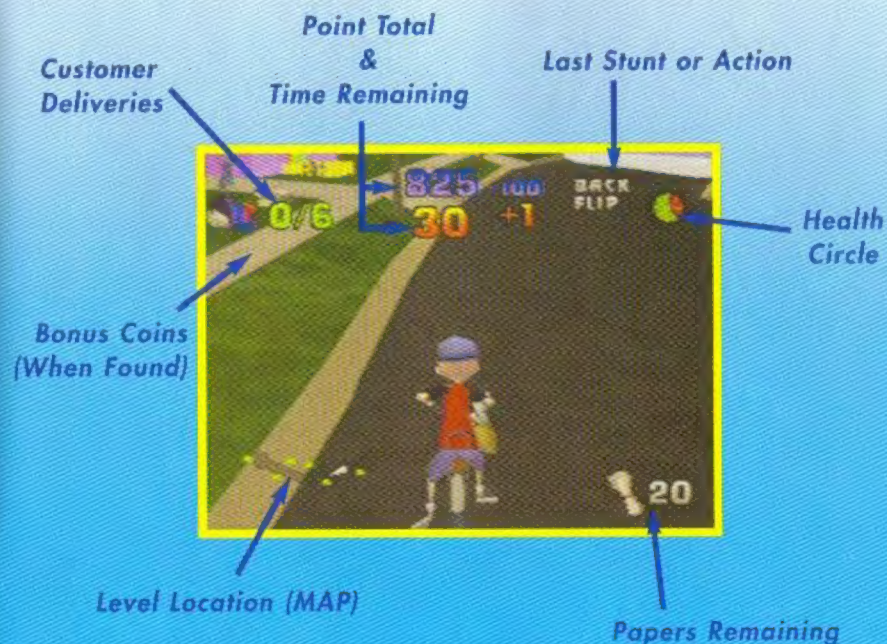 Point Total
&
Time Remaining
Customer
Deliveries
Last Stunt or Action
825 100
BACK
FLIP
0/6
30 +1
Health
Circle
Bonus Coins
(When Found)
20
Level Location (MAP)
Papers Remaining